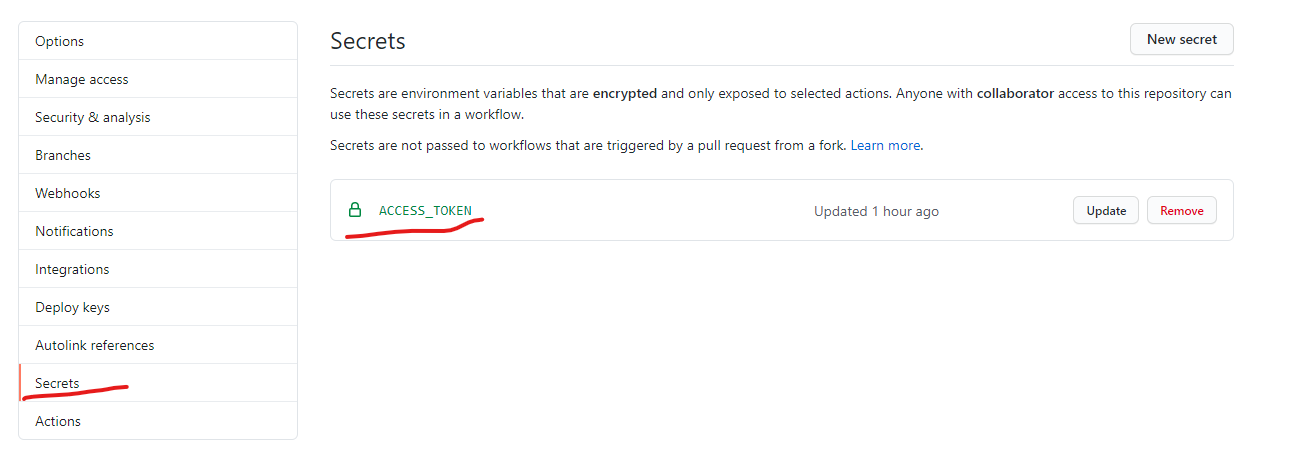 Options
Manage access
Security & analysis
Branches
Webhooks
Notifications
Integrations
Deploy keys
Autolink references
Secrets
Actions
Secrets
New secret
Secrets are environment variables that are encrypted and only exposed to selected actions. Anyone with collaborator access to this repository can
use these secrets in a workflow.
Secrets are not passed to workflows that are triggered by a pull request from a fork. Learn more.
ACCESS_TOKEN
Updated 1 hour ago
Update
Remove